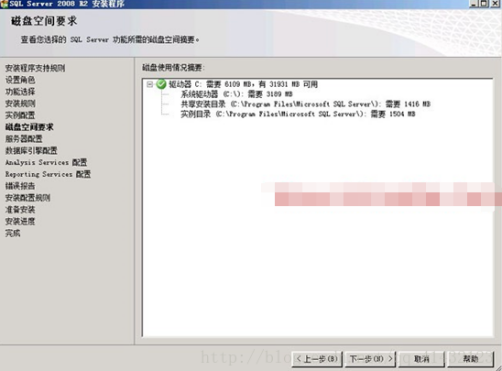 SQL Server 2008 R2 安装程序
磁盘空间要求
查看您选择的 SQL Server 功能所需的磁盘空间摘要。
安装程序支持规则
设置角色
功能选择
安装规则
实例配置
磁盘空间要求
服务器配置
数据库引擎配置
Analysis Services 配置
Reporting Services 配置
错误报告
安装配置规则
准备安装
安装进度
完成
磁盘使用情况摘要:
驱动器 C: 需要 6109 MB，有 31931 MB 可用
系统驱动器 (C:\): 需要 3189 MB
共享安装目录 (C:\Program Files\Microsoft SQL Server\): 需要 1416 MB
实例目录 (C:\Program Files\Microsoft SQL Server\): 需要 1504 MB
< 上一步(B)
下一步(N) >
取消
帮助